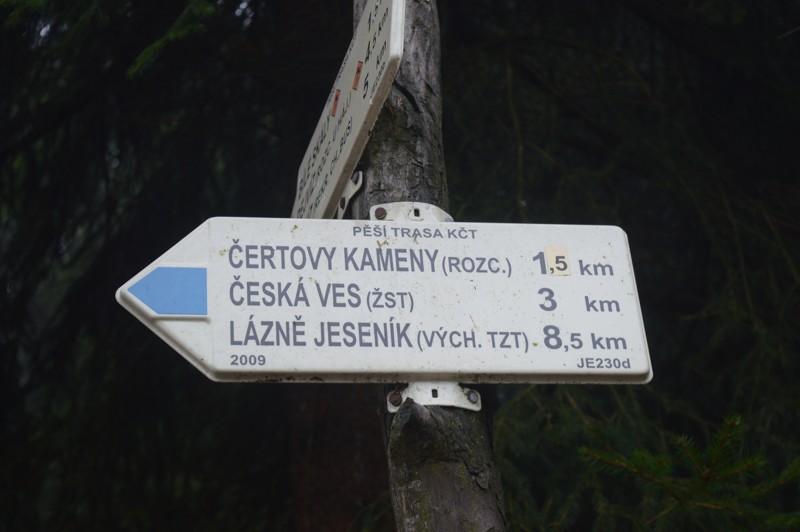 PĚŠÍ TRASA KČT
ČERTOVY KAMENY (ROZC.) 1,5 km
ČESKÁ VES (ŽST) 3 km
LÁZNĚ JESENÍK (VÝCH. TZT) 8,5 km
2009 JE230d